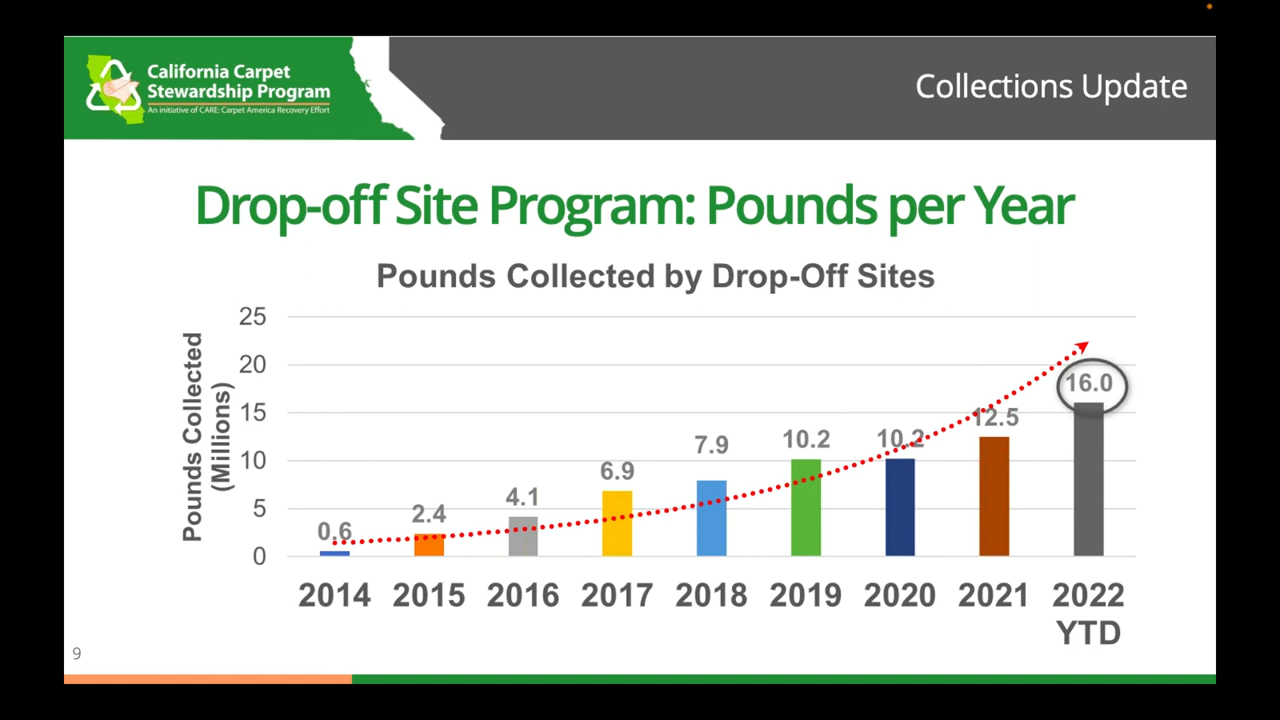 California Carpet
Stewardship Program
An initiative of CARE: Carpet America Recovery Effort
Collections Update
Drop-off Site Program: Pounds per Year
Pounds Collected by Drop-Off Sites
Pounds Collected
(Millions)
25
20
15
10
5
0
0.6
2.4
4.1
6.9
7.9
10.2
10.2
12.5
16.0
2014 2015 2016 2017 2018 2019 2020 2021 2022
YTD
9